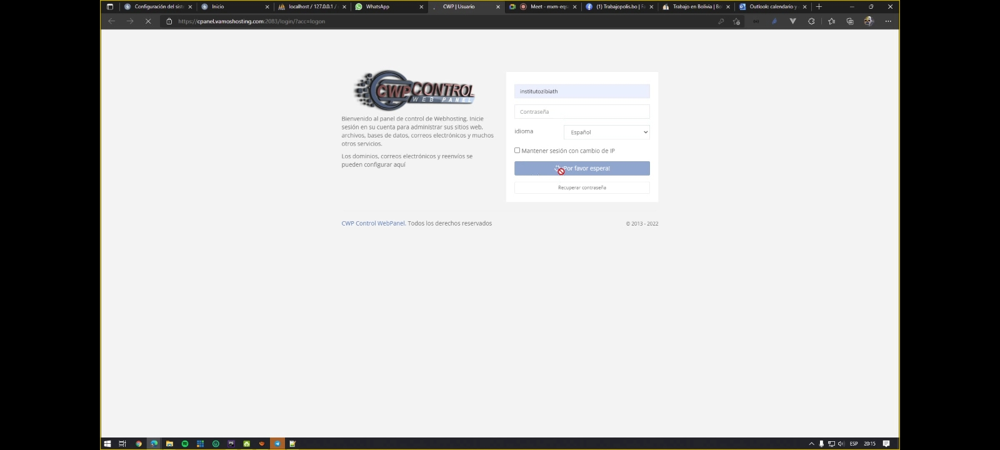 Configuración del sist
Inicio
localhost / 127.0.0.1 /
WhatsApp
CWP | Usuario
Meet - mxm-eqs
(1) Trabajopolis.bo | Fa
Trabajo en Bolivia | Bo
Outlook: calendario y
https://cpanel.vamoshosting.com:2083/login/?acc=logon
CWP CONTROL
WEB PANEL
Bienvenido al panel de control de Webhosting. Inicie
sesión en su cuenta para administrar sus sitios web,
archivos, bases de datos, correos electrónicos y muchos
otros servicios.
Los dominios, correos electrónicos y reenvíos se
pueden configurar aquí
institutozibiath
Contraseña
idioma
Español
Mantener sesión con cambio de IP
¡Por favor espera!
Recuperar contraseña
CWP Control WebPanel. Todos los derechos reservados
© 2013 - 2022
ESP
20:15